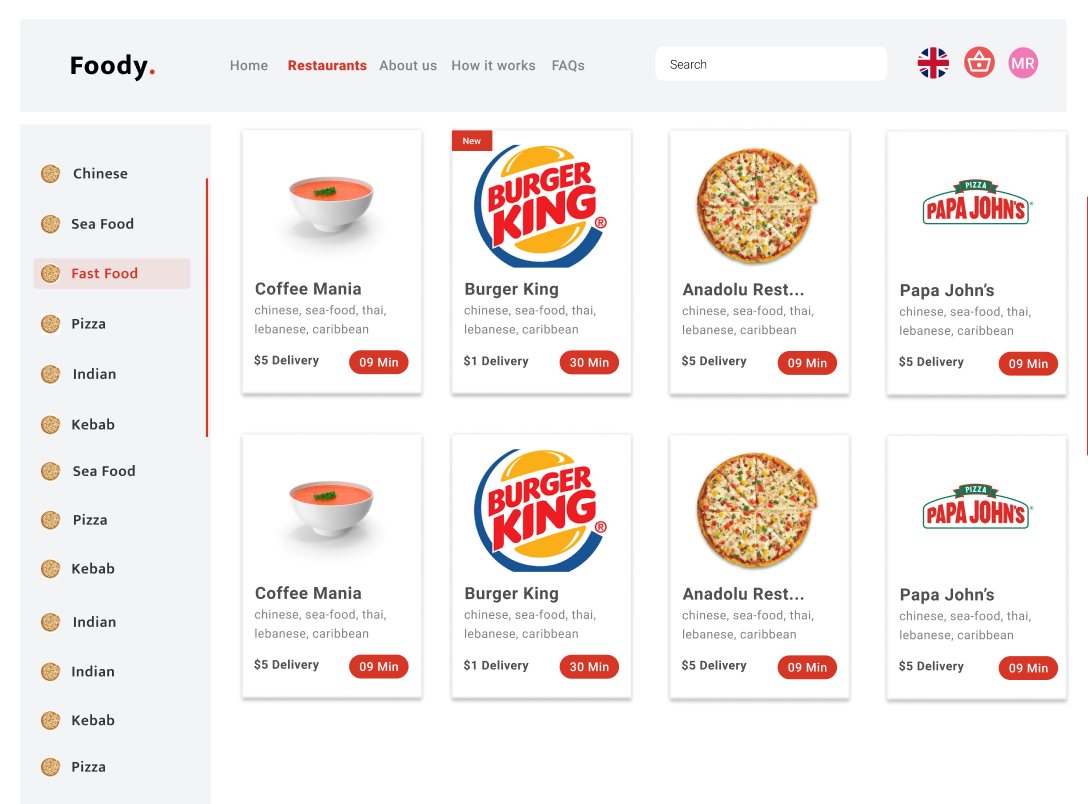 Foody.
Home Restaurants About us How it works FAQs
Search
MR
Chinese
Sea Food
Fast Food
Pizza
Indian
Kebab
Sea Food
Pizza
Kebab
Indian
Indian
Kebab
Pizza
Coffee Mania
chinese, sea-food, thai,
lebanese, caribbean
$5 Delivery 09 Min
New
BURGER
KING®
Burger King
chinese, sea-food, thai,
lebanese, caribbean
$1 Delivery 30 Min
Anadolu Rest...
chinese, sea-food, thai,
lebanese, caribbean
$5 Delivery 09 Min
PIZZA
PAPA JOHN'S
Papa John’s
chinese, sea-food, thai,
lebanese, caribbean
$5 Delivery 09 Min
Coffee Mania
chinese, sea-food, thai,
lebanese, caribbean
$5 Delivery 09 Min
BURGER
KING®
Burger King
chinese, sea-food, thai,
lebanese, caribbean
$1 Delivery 30 Min
Anadolu Rest...
chinese, sea-food, thai,
lebanese, caribbean
$5 Delivery 09 Min
PIZZA
PAPA JOHN'S
Papa John’s
chinese, sea-food, thai,
lebanese, caribbean
$5 Delivery 09 Min